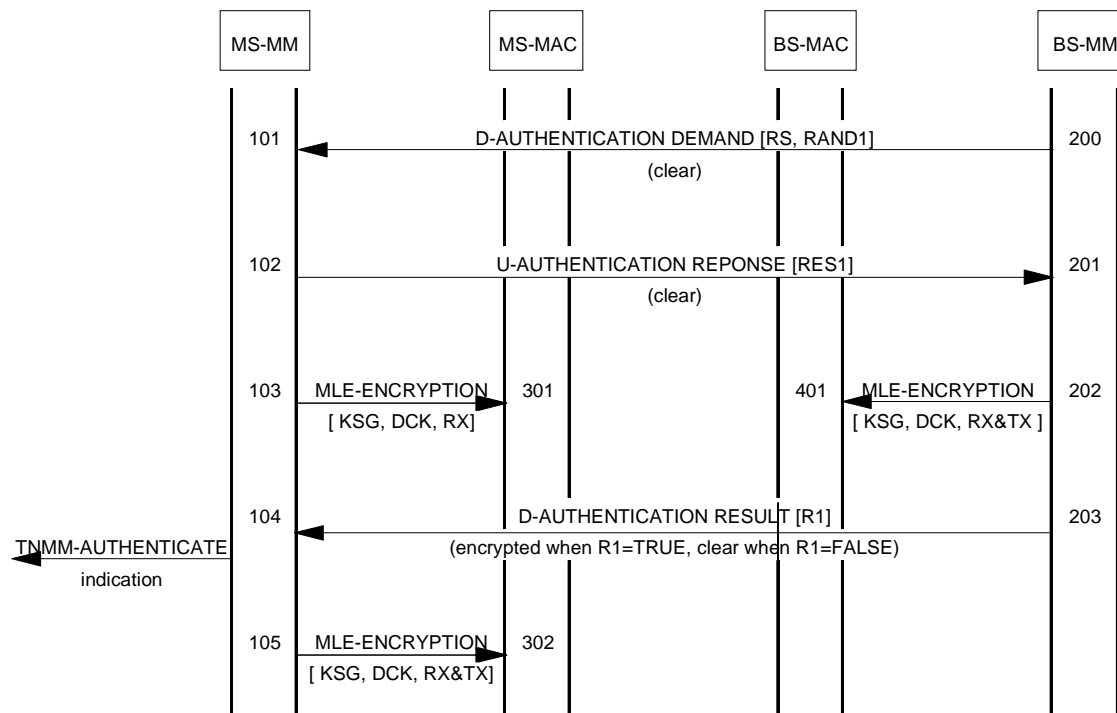 MS-MM
MS-MAC
BS-MAC
BS-MM
101
D-AUTHENTICATION DEMAND [RS, RAND1]
200
(clear)
102
U-AUTHENTICATION REPONSE [RES1]
201
(clear)
103
MLE-ENCRYPTION
301
401
MLE-ENCRYPTION
202
[ KSG, DCK, RX]
[ KSG, DCK, RX&TX ]
104
D-AUTHENTICATION RESULT [R1]
203
TNMM-AUTHENTICATE
(encrypted when R1=TRUE, clear when R1=FALSE)
indication
105
MLE-ENCRYPTION
302
[ KSG, DCK, RX&TX]